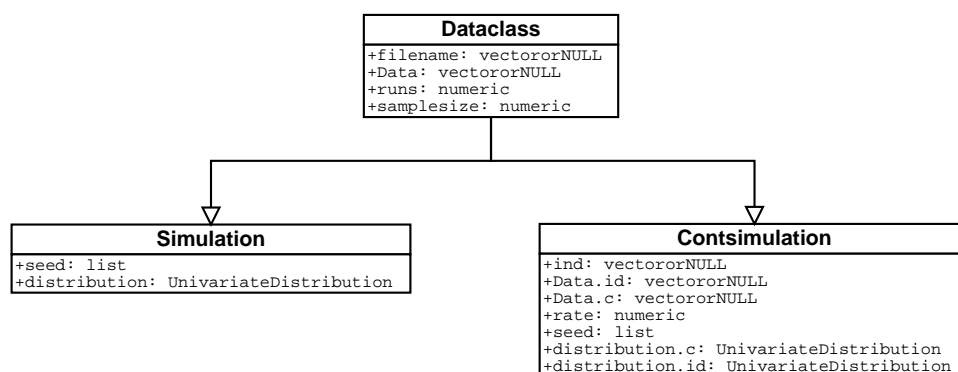 Dataclass
+filename: vectororNULL
+Data: vectororNULL
+runs: numeric
+samplesize: numeric
Simulation
+seed: list
+distribution: UnivariateDistribution
Contsimulation
+ind: vectororNULL
+Data.id: vectororNULL
+Data.c: vectororNULL
+rate: numeric
+seed: list
+distribution.c: UnivariateDistribution
+distribution.id: UnivariateDistribution